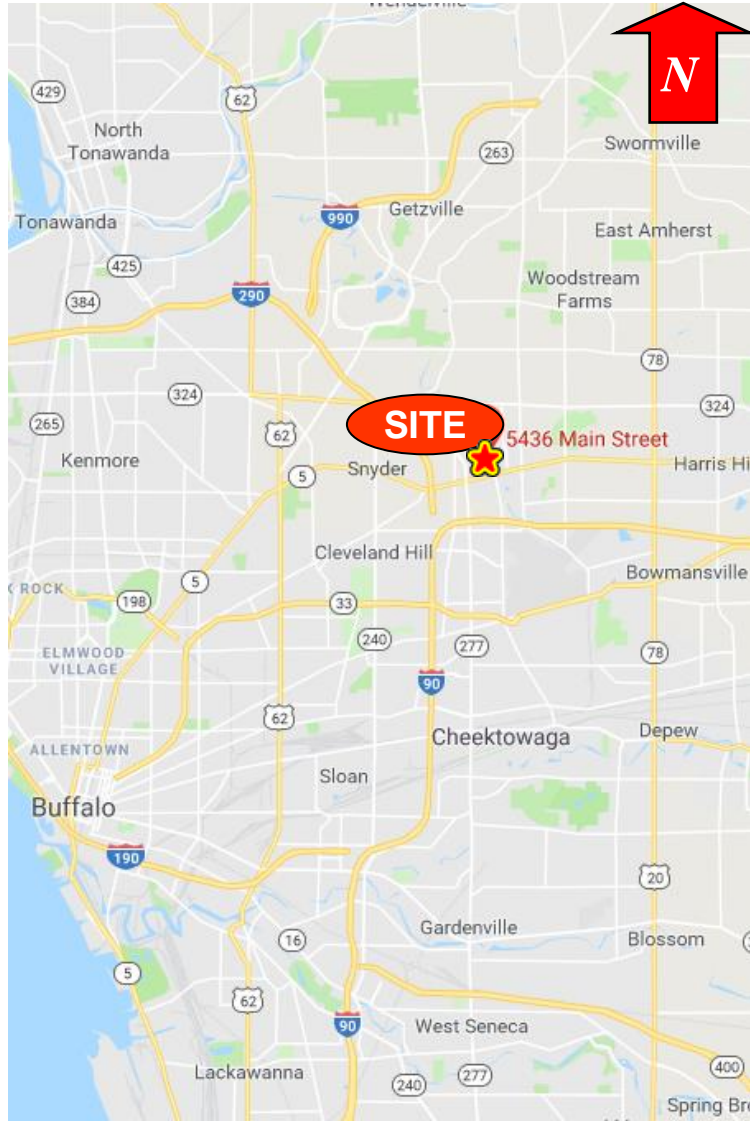 Wendelville
N
429
62
North
Tonawanda
263
Swormville
990
Getzville
Tonawanda
East Amherst
425
290
Woodstream
Farms
384
78
324
324
265
62
SITE
5436 Main Street
Kenmore
5
Snyder
Harris Hi
Cleveland Hill
5
Bowmansville
K ROCK
198
33
240
277
78
ELMWOOD
VILLAGE
90
62
Cheektowaga
Depew
ALLENTOWN
Sloan
Buffalo
190
20
Gardenville
16
Blossom
5
62
90
West Seneca
400
Lackawanna
240
277
Spring Br